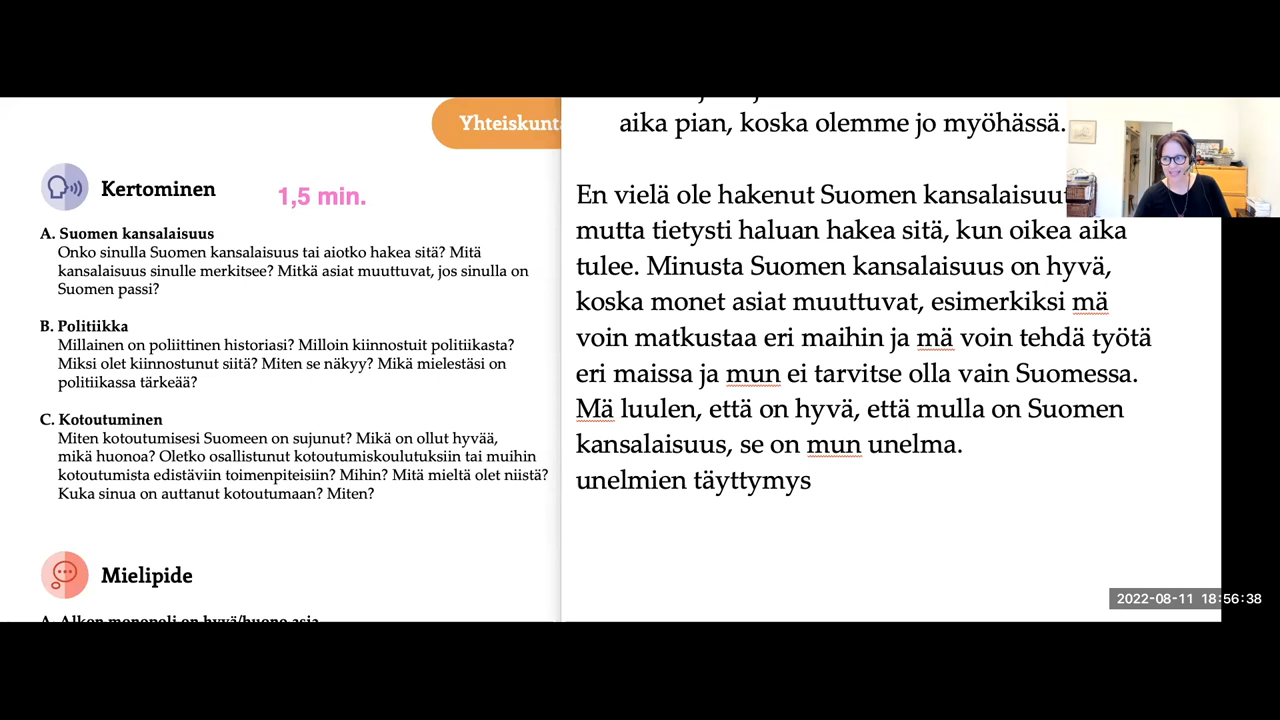 Yhteiskunta
Kertominen
1,5 min.
A. Suomen kansalaisuus
Onko sinulla Suomen kansalaisuus tai aiotko hakea sitä? Mitä
kansalaisuus sinulle merkitsee? Mitkä asiat muuttuvat, jos sinulla on
Suomen passi?
B. Politiikka
Millainen on poliittinen historiasi? Milloin kiinnostuit politiikasta?
Miksi olet kiinnostunut siitä? Miten se näkyy? Mikä mielestäsi on
politiikassa tärkeää?
C. Kotoutuminen
Miten kotoutumisesi Suomeen on sujunut? Mikä on ollut hyvää,
mikä huonoa? Oletko osallistunut kotoutumiskoulutuksiin tai muihin
kotoutumista edistäviin toimenpiteisiin? Mihin? Mitä mieltä olet niistä?
Kuka sinua on auttanut kotoutumaan? Miten?
Mielipide
A. Alkon monopoli on hyvä/huono asia
aika pian, koska olemme jo myöhässä.
En vielä ole hakenut Suomen kansalaisuu
mutta tietysti haluan hakea sitä, kun oikea aika
tulee. Minusta Suomen kansalaisuus on hyvä,
koska monet asiat muuttuvat, esimerkiksi mä
voin matkustaa eri maihin ja mä voin tehdä työtä
eri maissa ja mun ei tarvitse olla vain Suomessa.
Mä luulen, että on hyvä, että mulla on Suomen
kansalaisuus, se on mun unelma.
unelmien täyttymys
2022-08-11 18:56:38